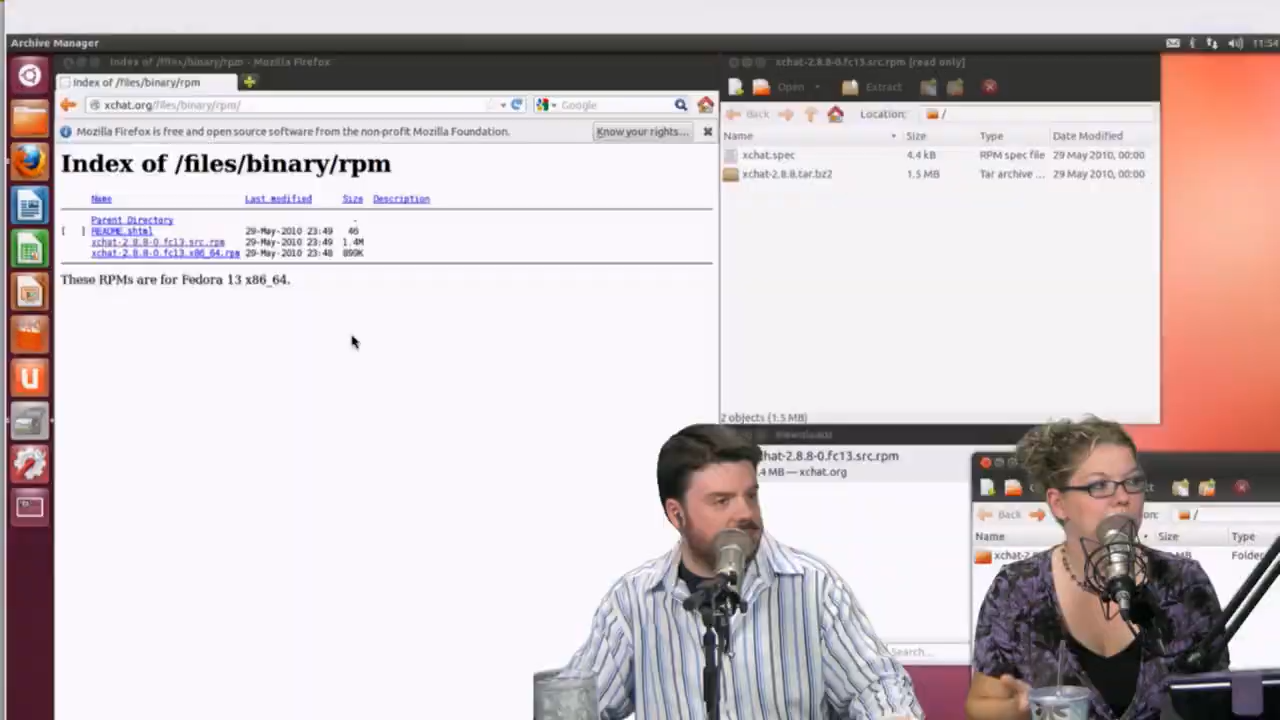 Archive Manager
11:54
Index of /files/binary/rpm - Mozilla Firefox
Index of /files/binary/rpm
xchat.org/files/binary/rpm/
Google
Mozilla Firefox is free and open source software from the non-profit Mozilla Foundation.
Know your rights...
Index of /files/binary/rpm
Name Last modified Size Description
Parent Directory -
[ ] README.shtml 29-May-2010 23:49 46
xchat-2.8.8-0.fc13.src.rpm 29-May-2010 23:49 1.4M
xchat-2.8.8-0.fc13.x86_64.rpm 29-May-2010 23:48 899K
These RPMs are for Fedora 13 x86_64.
xchat-2.8.8-0.fc13.src.rpm [read only]
Open Extract
Back Location: /
Name Size Type Date Modified
xchat.spec 4.4 kB RPM spec file 29 May 2010, 00:00
xchat-2.8.8.tar.bz2 1.5 MB Tar archive ... 29 May 2010, 00:00
2 objects (1.5 MB)
Downloads
hat-2.8.8-0.fc13.src.rpm
.4 MB — xchat.org
Search...
Back on: /
Name Size Type
xchat-2 MB Folde
U